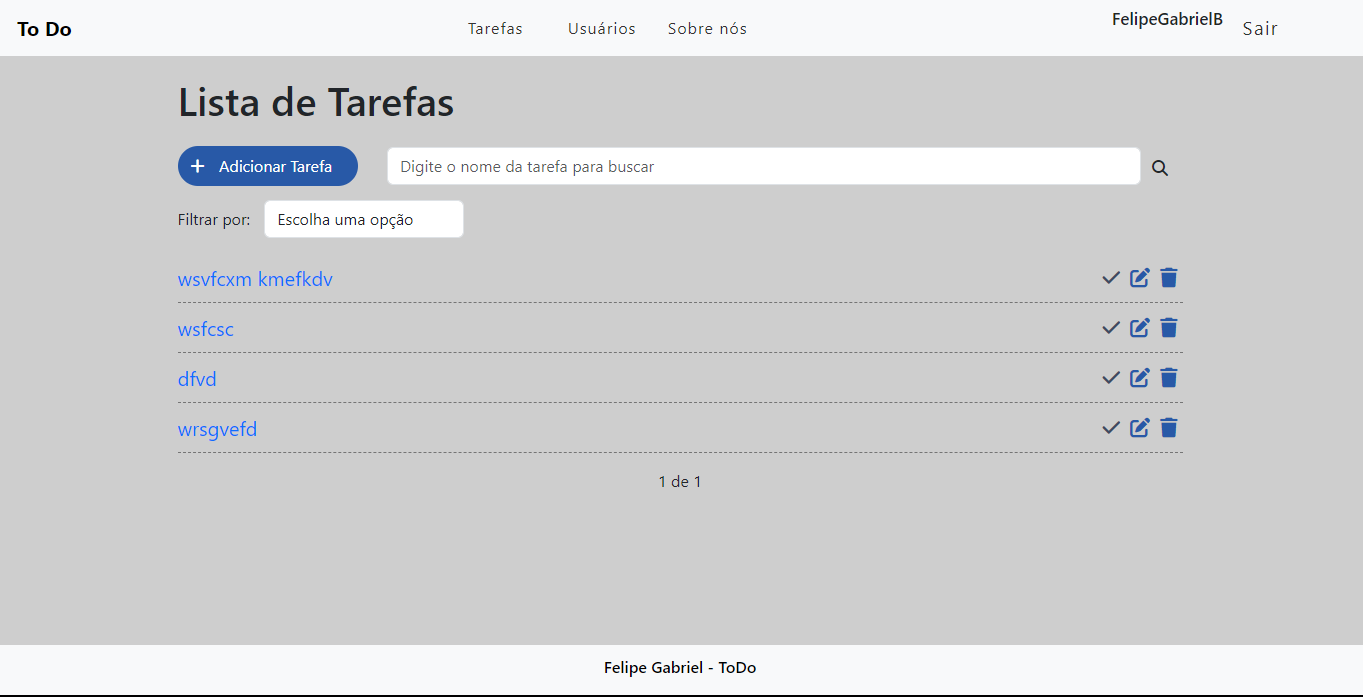 To Do
Tarefas Usuários Sobre nós
FelipeGabrielB Sair
Lista de Tarefas
+ Adicionar Tarefa
Digite o nome da tarefa para buscar
Filtrar por: Escolha uma opção
wsvfcxm kmefkdv
wsfcsc
dfvd
wrsgvefd
1 de 1
Felipe Gabriel - ToDo